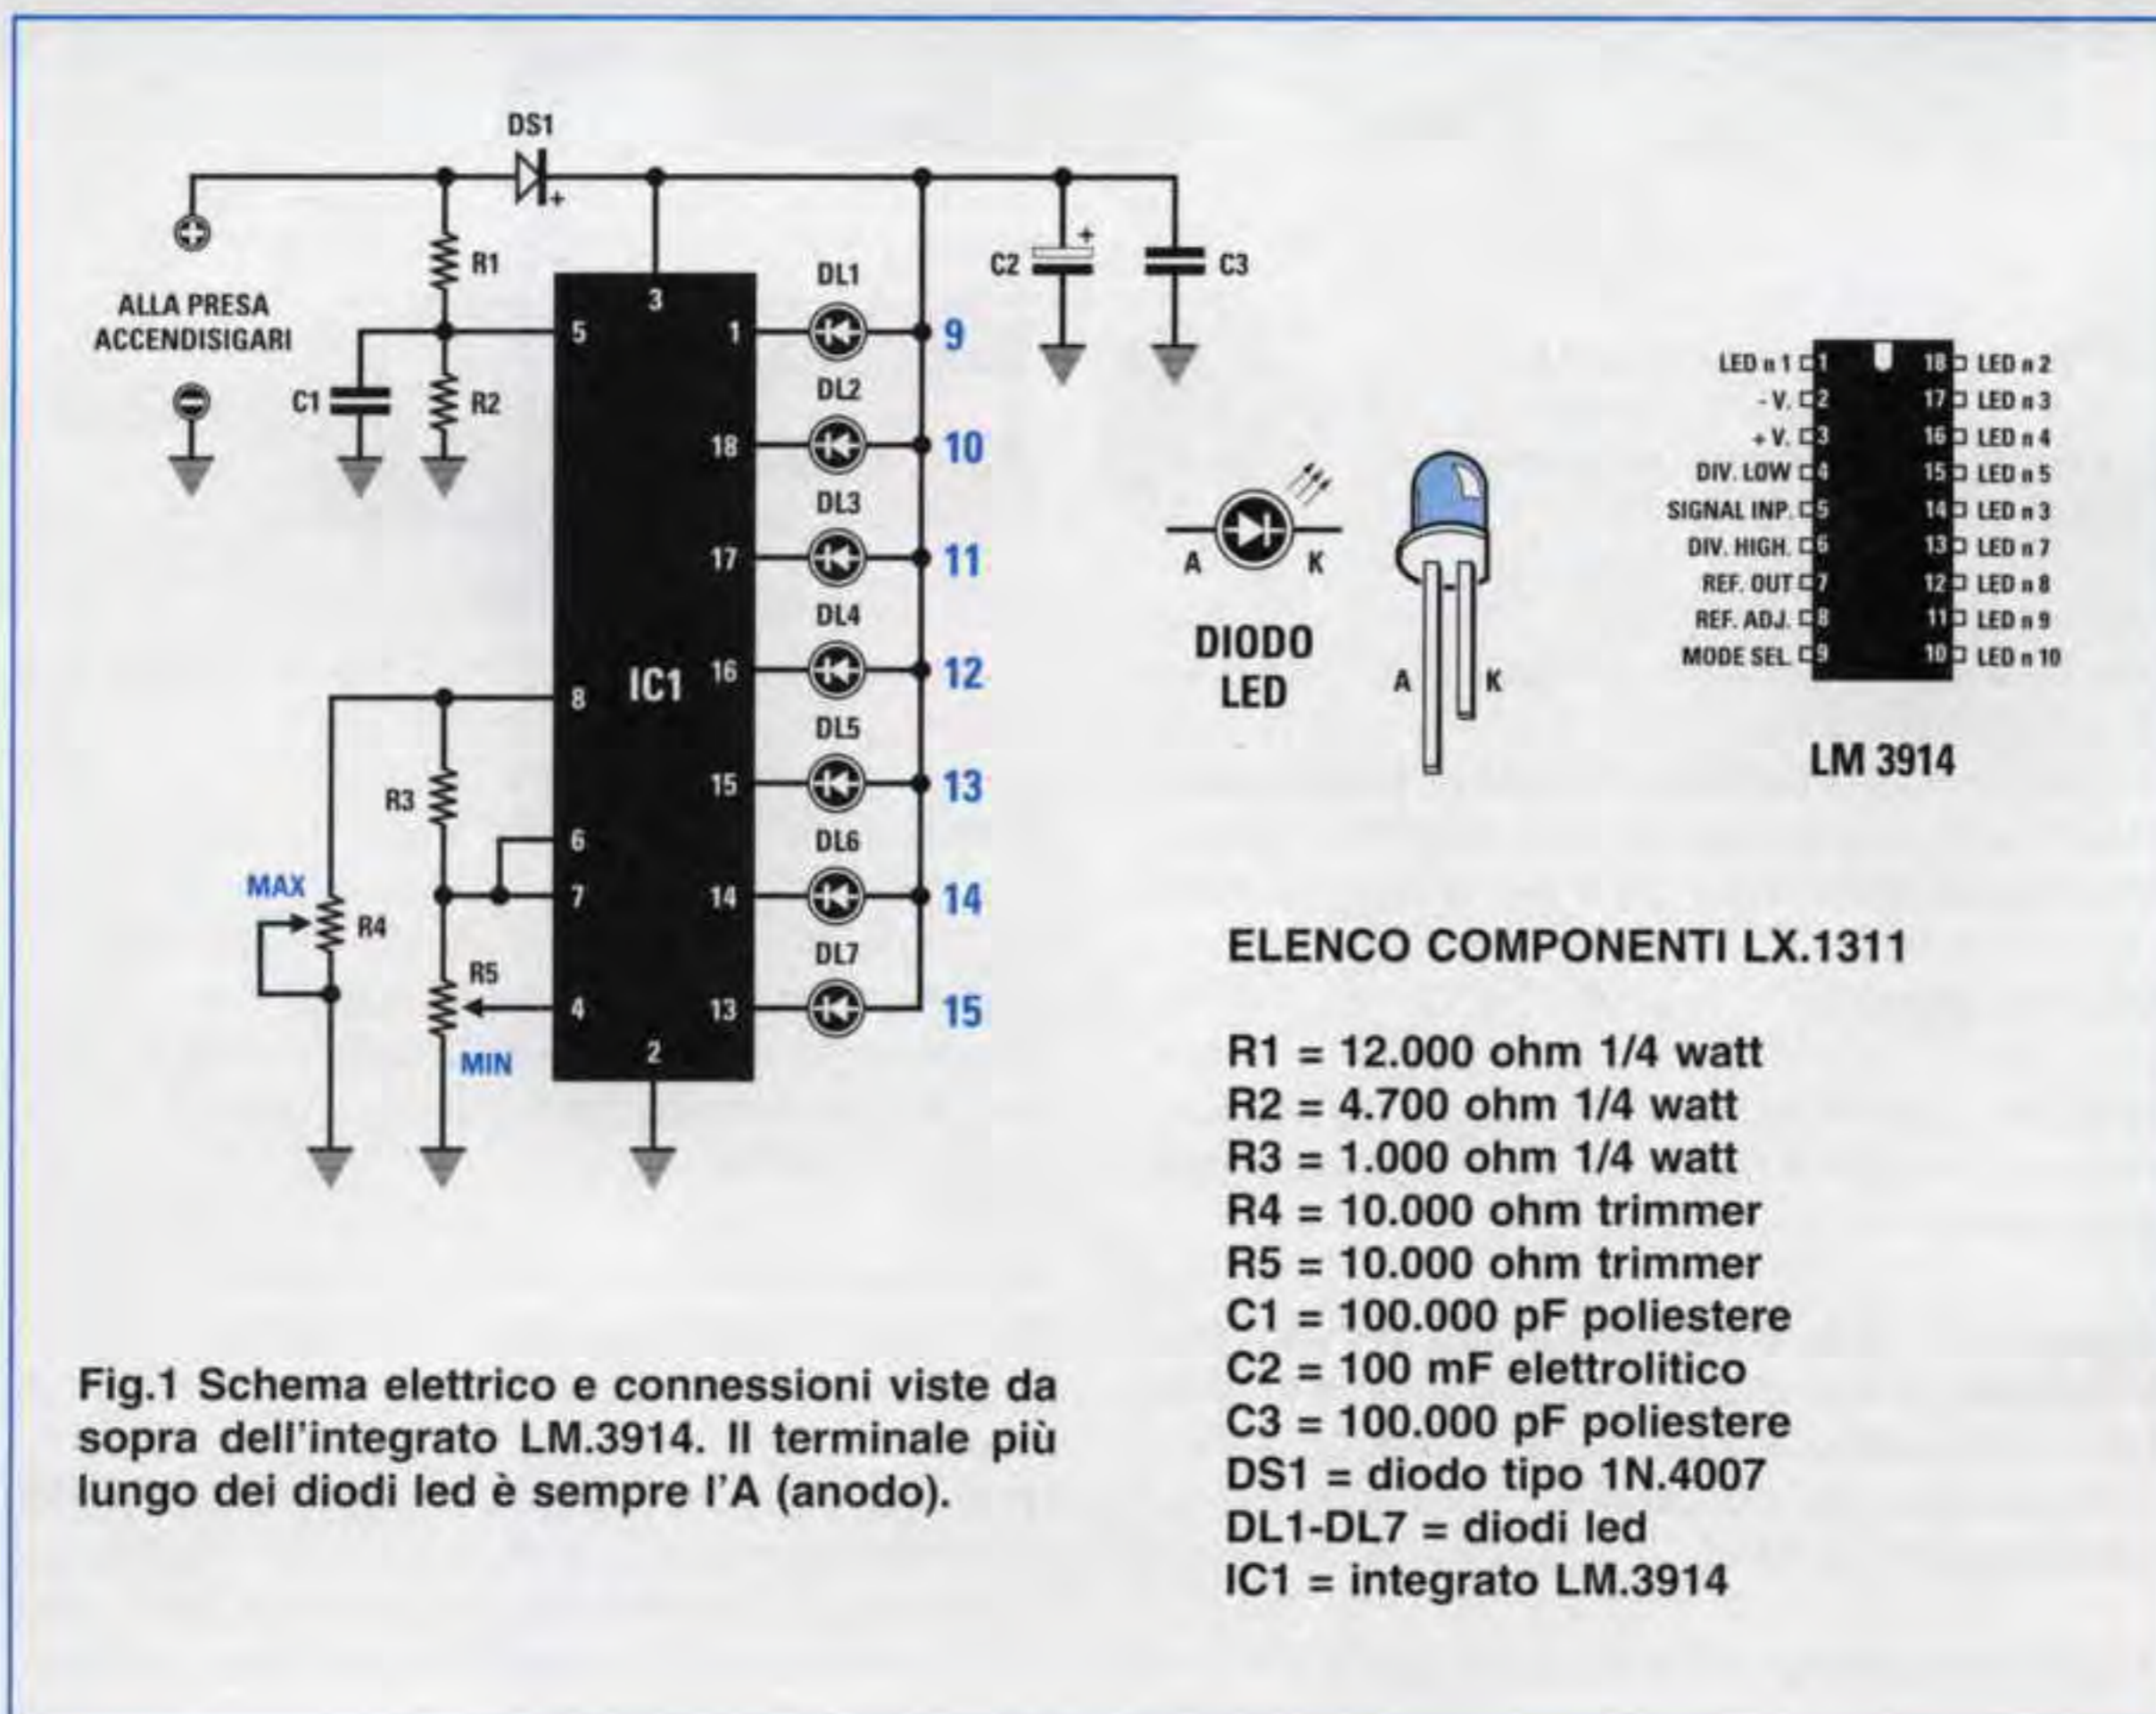 DS1
R1
ALLA PRESA
ACCENDISIGARI
C1
R2
C2
+
C3
+
3
5
1
DL1
9
18
DL2
10
17
DL3
11
16
DL4
12
15
DL5
13
14
DL6
14
13
DL7
15
8
IC1
R3
6
7
MAX
R4
R5
4
MIN
2
A
K
DIODO
LED
A
K
LED n 1 1 18 LED n 2
- V. 2 17 LED n 3
+ V. 3 16 LED n 4
DIV. LOW 4 15 LED n 5
SIGNAL INP. 5 14 LED n 3
DIV. HIGH. 6 13 LED n 7
REF. OUT 7 12 LED n 8
REF. ADJ. 8 11 LED n 9
MODE SEL. 9 10 LED n 10
LM 3914
ELENCO COMPONENTI LX.1311
R1 = 12.000 ohm 1/4 watt
R2 = 4.700 ohm 1/4 watt
R3 = 1.000 ohm 1/4 watt
R4 = 10.000 ohm trimmer
R5 = 10.000 ohm trimmer
C1 = 100.000 pF poliestere
C2 = 100 mF elettrolitico
C3 = 100.000 pF poliestere
DS1 = diodo tipo 1N.4007
DL1-DL7 = diodi led
IC1 = integrato LM.3914
Fig.1 Schema elettrico e connessioni viste da
sopra dell'integrato LM.3914. Il terminale più
lungo dei diodi led è sempre l'A (anodo).